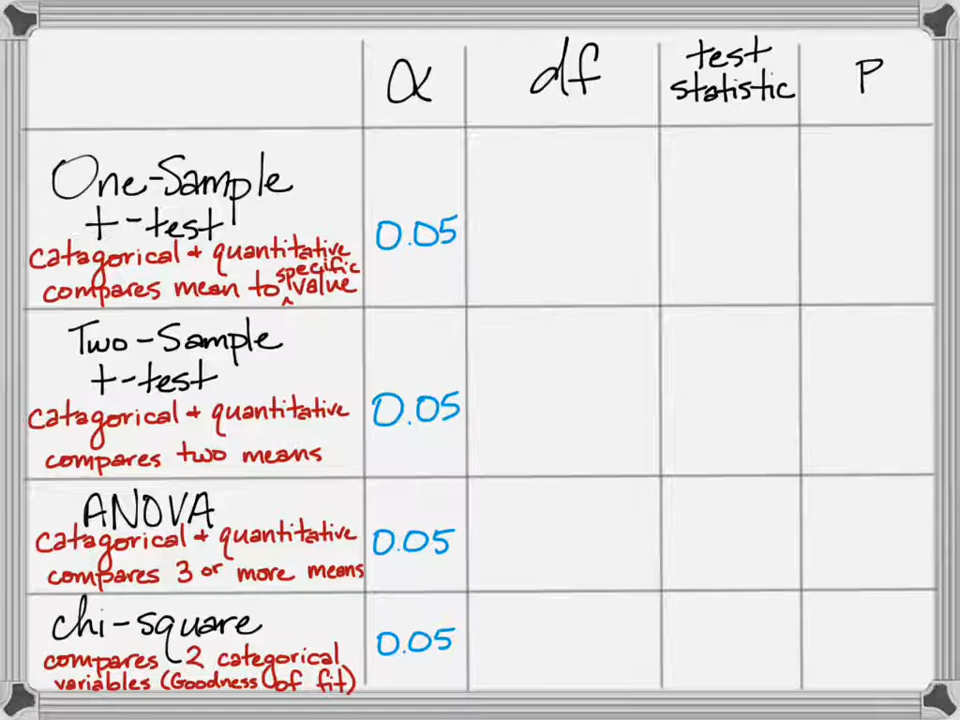 α df test statistic P
One-Sample
t-test
catagorical + quantitative
compares mean to specific value
0.05
Two-Sample
t-test
catagorical + quantitative
compares two means
0.05
ANOVA
catagorical + quantitative
compares 3 or more means
0.05
chi-square
compares 2 categorical
variables (Goodness of fit)
0.05